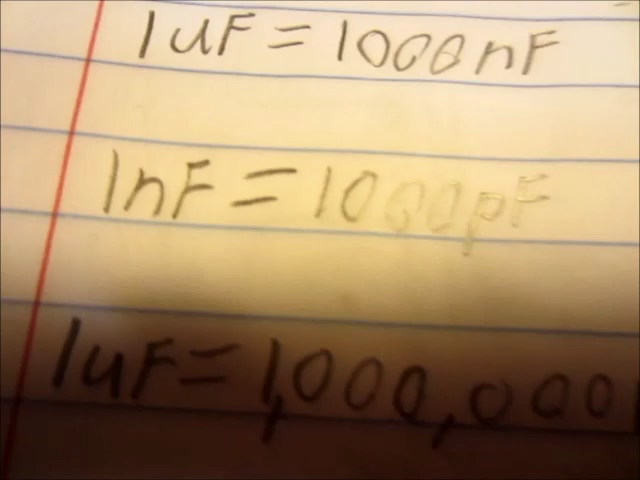 1uF = 1000nF
1nF = 1000pF
1uF = 1,000,000